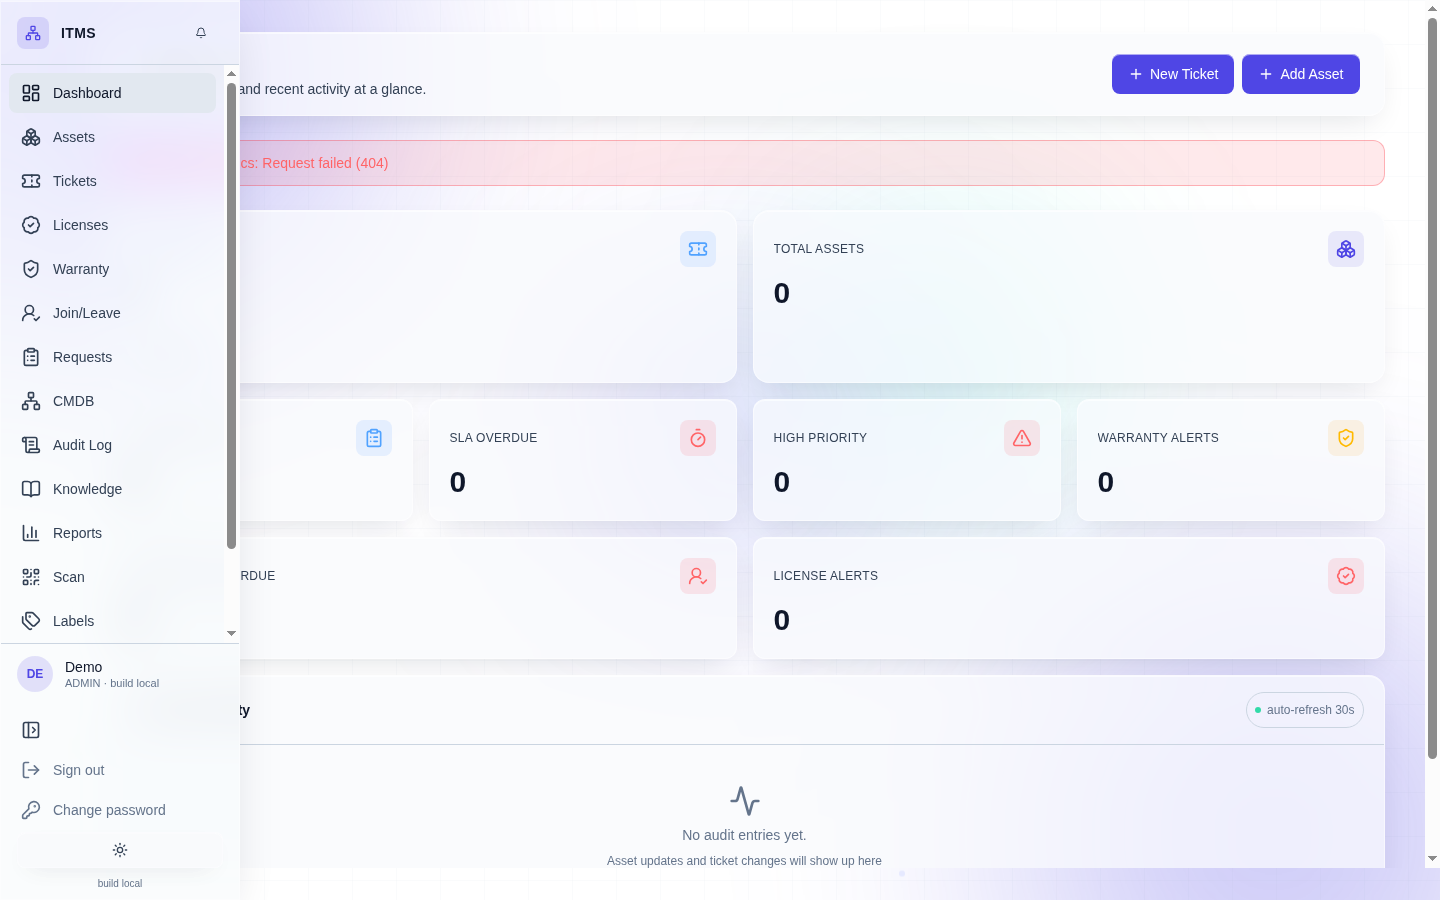 ITMS
Dashboard
Assets
Tickets
Licenses
Warranty
Join/Leave
Requests
CMDB
Audit Log
Knowledge
Reports
Scan
Labels
DE
Demo
ADMIN · build local
Sign out
Change password
build local
and recent activity at a glance.
New Ticket
Add Asset
cs: Request failed (404)
TOTAL ASSETS
0
SLA OVERDUE
0
HIGH PRIORITY
0
WARRANTY ALERTS
0
RDUE
LICENSE ALERTS
0
ty
auto-refresh 30s
No audit entries yet.
Asset updates and ticket changes will show up here